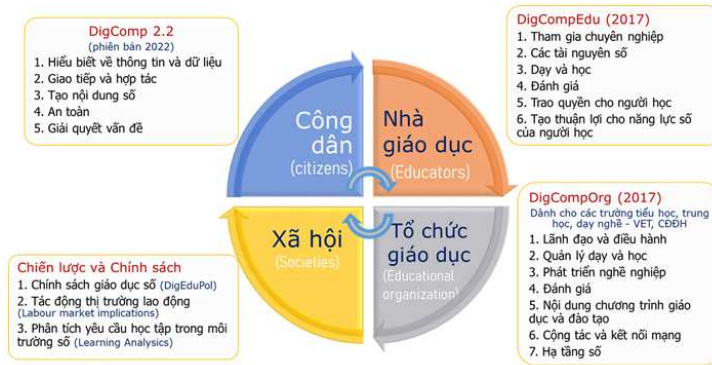 DigComp 2.2
(phiên bản 2022)
1. Hiểu biết về thông tin và dữ liệu
2. Giao tiếp và hợp tác
3. Tạo nội dung số
4. An toàn
5. Giải quyết vấn đề
DigCompEdu (2017)
1. Tham gia chuyên nghiệp
2. Các tài nguyên số
3. Dạy và học
4. Đánh giá
5. Trao quyền cho người học
6. Tạo thuận lợi cho năng lực số
của người học
Công
dân
(citizens)
Nhà
giáo dục
(Educators)
Xã hội
(Societies)
Tổ chức
giáo dục
(Educational
organization)
Chiến lược và Chính sách
1. Chính sách giáo dục số (DigEduPol)
2. Tác động thị trường lao động
(Labour market implications)
3. Phân tích yêu cầu học tập trong môi
trường số (Learning Analytics)
DigCompOrg (2017)
Dành cho các trường tiểu học, trung
học, dạy nghề - VET, CĐĐH
1. Lãnh đạo và điều hành
2. Quản lý dạy và học
3. Phát triển nghề nghiệp
4. Đánh giá
5. Nội dung chương trình giáo
dục và đào tạo
6. Cộng tác và kết nối mạng
7. Hạ tầng số